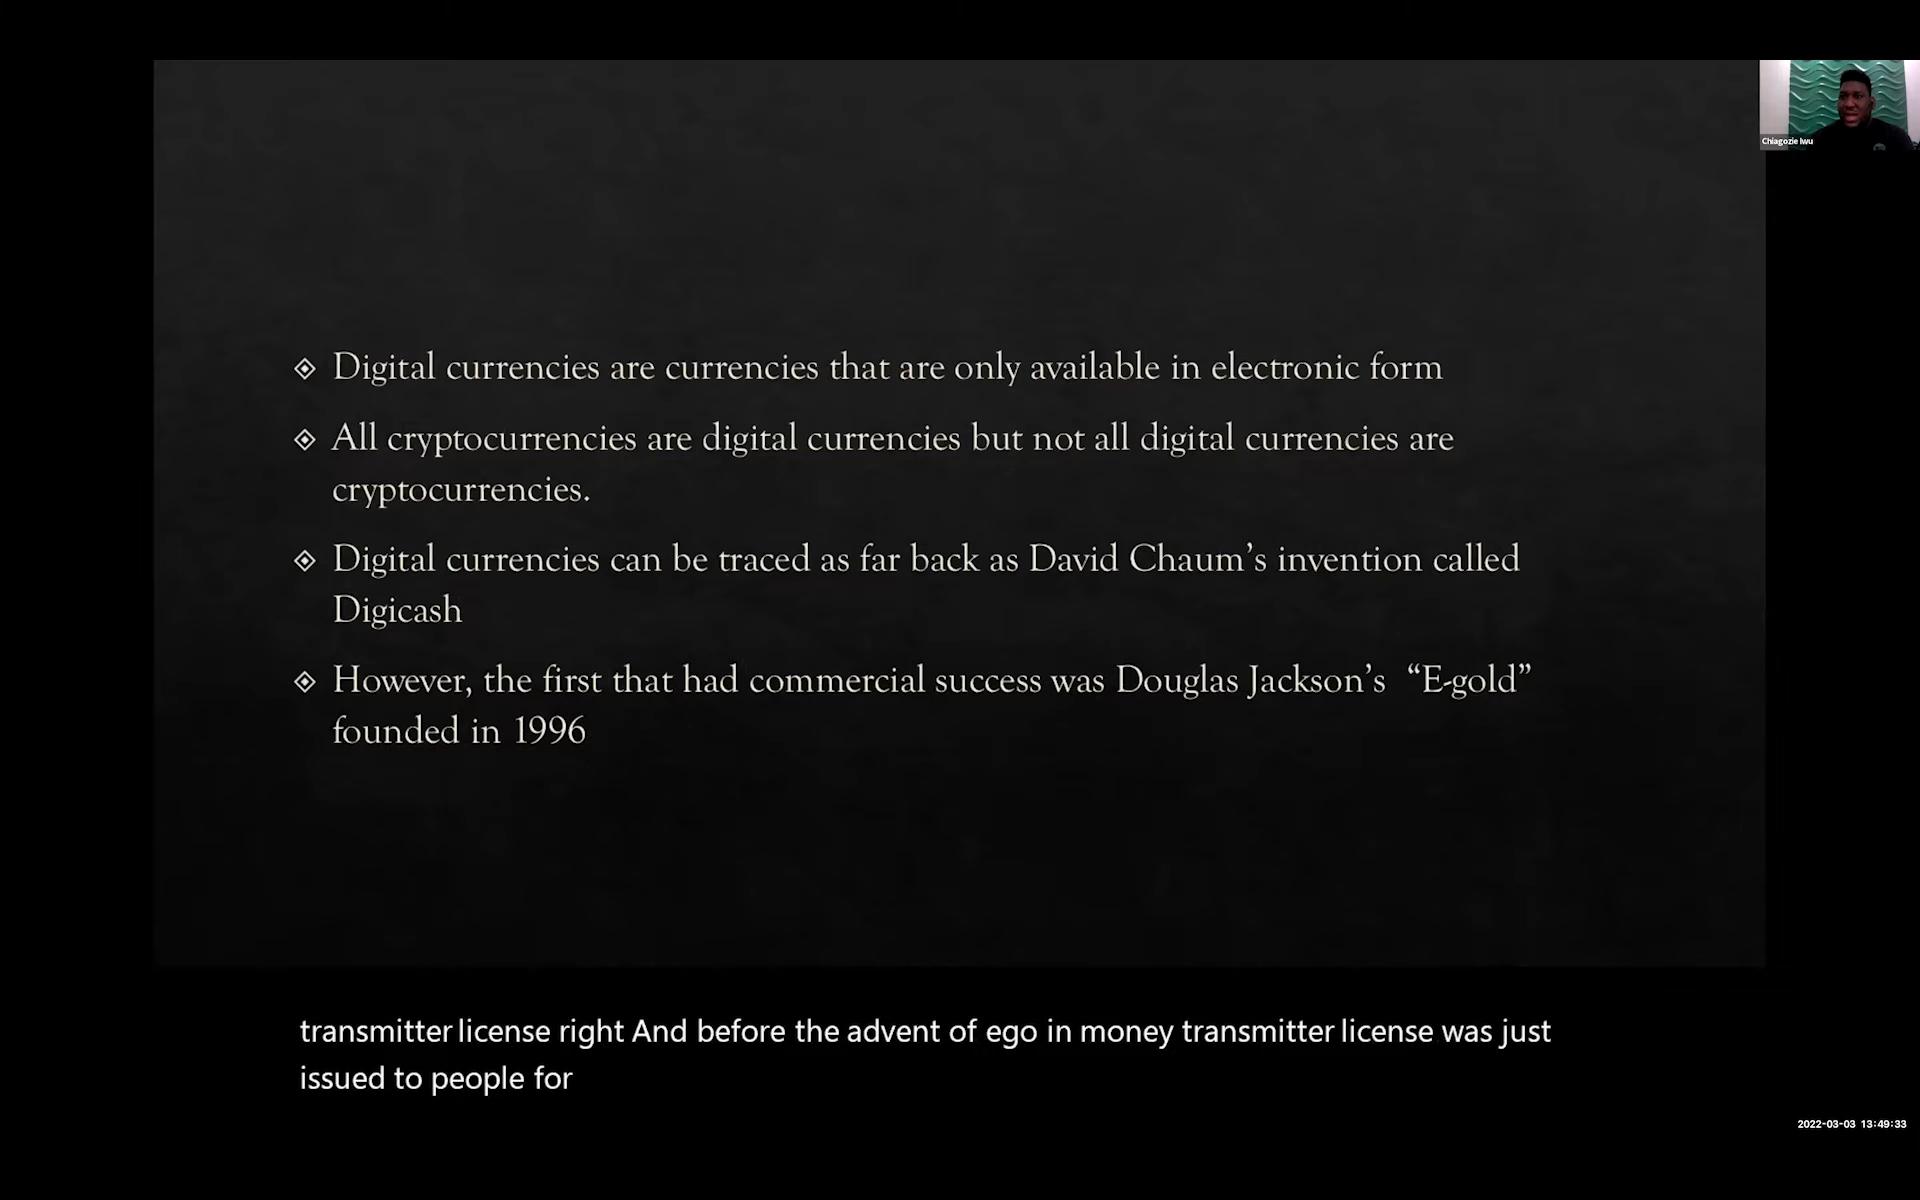 Chiagozie Iwu
Digital currencies are currencies that are only available in electronic form
All cryptocurrencies are digital currencies but not all digital currencies are
cryptocurrencies.
Digital currencies can be traced as far back as David Chaum’s invention called
Digicash
However, the first that had commercial success was Douglas Jackson’s “E-gold”
founded in 1996
transmitter license right And before the advent of ego in money transmitter license was just
issued to people for
2022-03-03 13:49:33